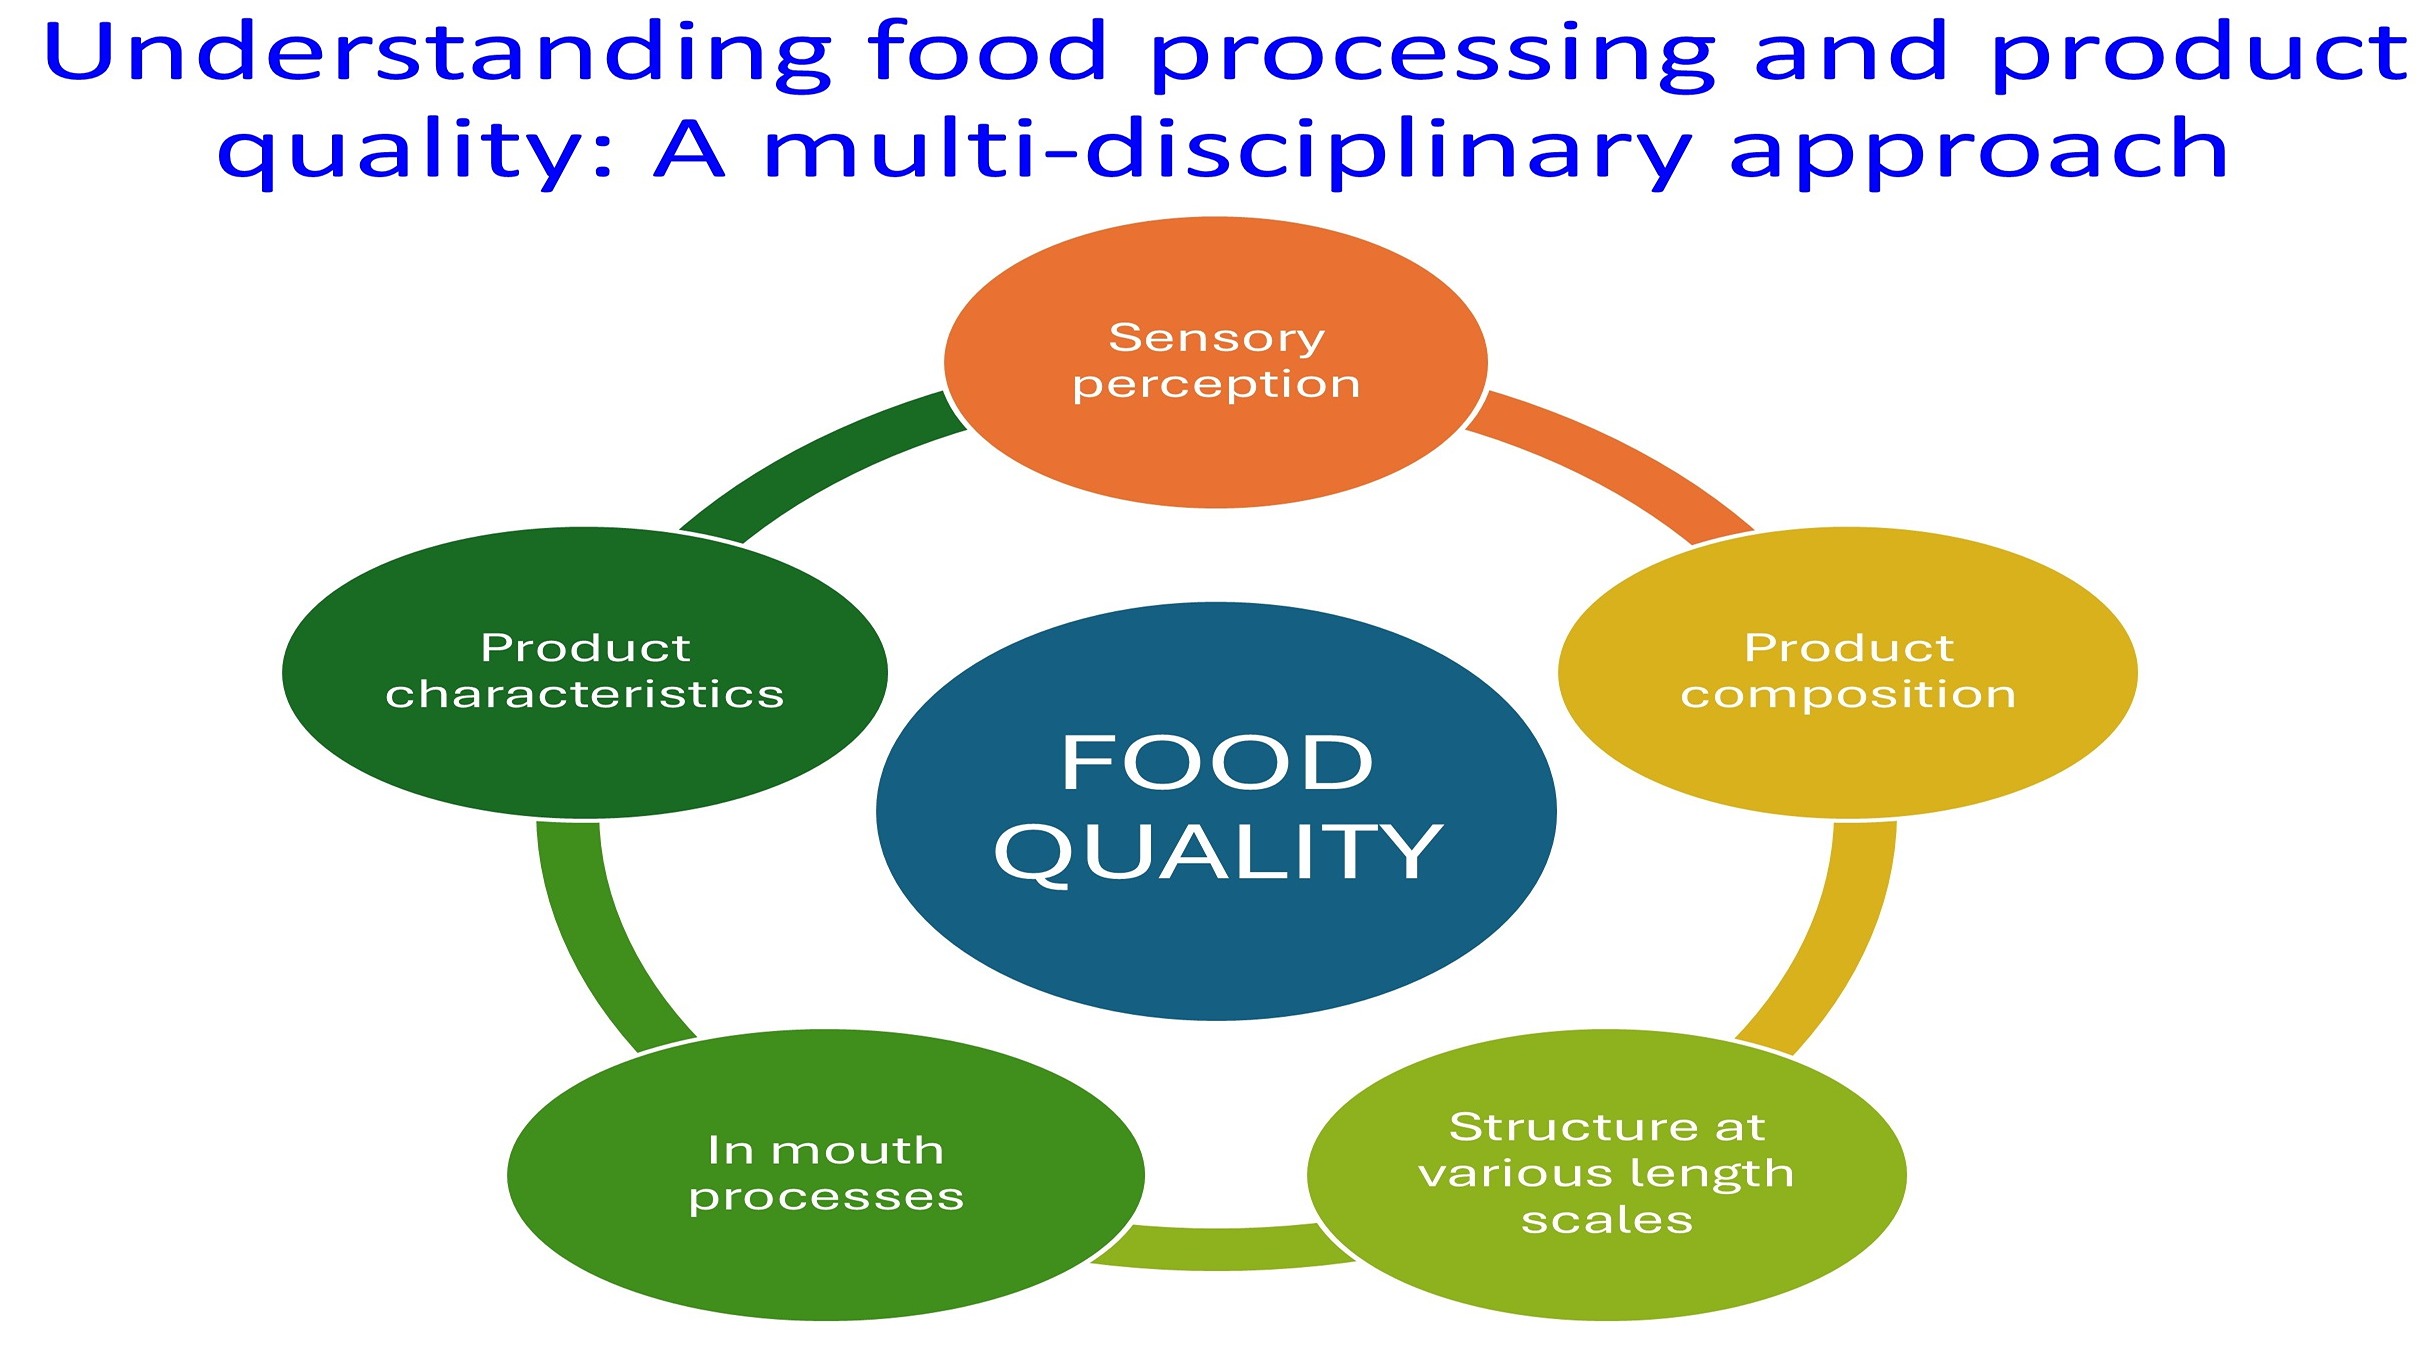 Understanding food processing and product
quality: A multi-disciplinary approach
Sensory
perception
Product
characteristics
Product
composition
FOOD
QUALITY
In mouth
processes
Structure at
various length
scales